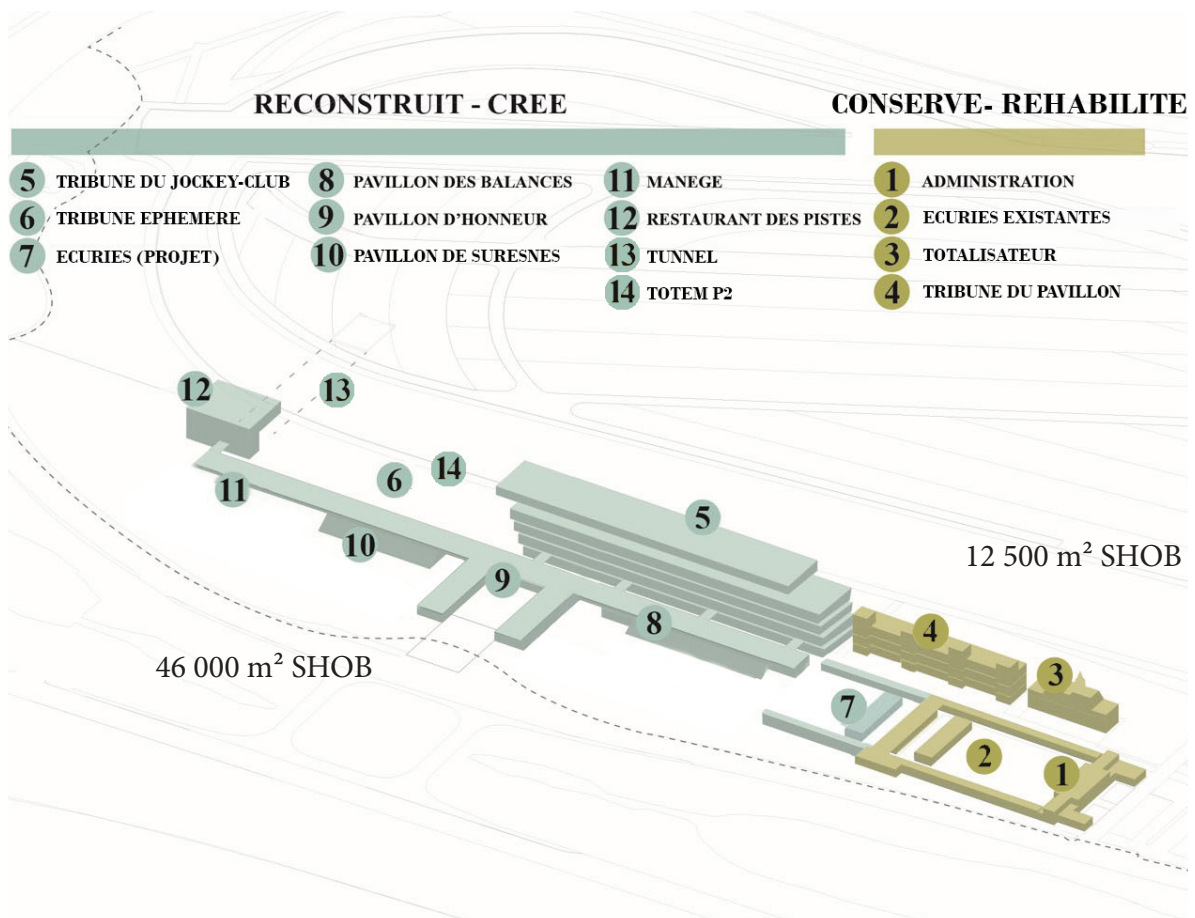 RECONSTRUIT - CREE
CONSERVE- REHABILITE
5 TRIBUNE DU JOCKEY-CLUB
6 TRIBUNE EPHEMERE
7 ECURIES (PROJET)
8 PAVILLON DES BALANCES
9 PAVILLON D'HONNEUR
10 PAVILLON DE SURESNES
11 MANEGE
12 RESTAURANT DES PISTES
13 TUNNEL
14 TOTEM P2
1 ADMINISTRATION
2 ECURIES EXISTANTES
3 TOTALISATEUR
4 TRIBUNE DU PAVILLON
12
13
11
6
14
5
10
9
8
12 500 m² SHOB
4
46 000 m² SHOB
3
7
2
1